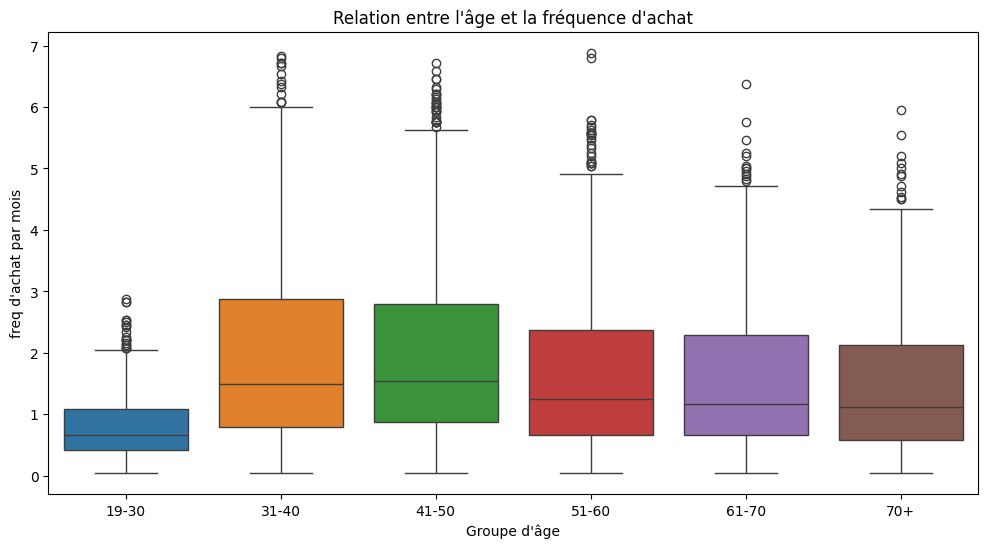 Relation entre l'âge et la fréquence d'achat
freq d'achat par mois
7
6
5
4
3
2
1
0
19-30 31-40 41-50 51-60 61-70 70+
Groupe d'âge